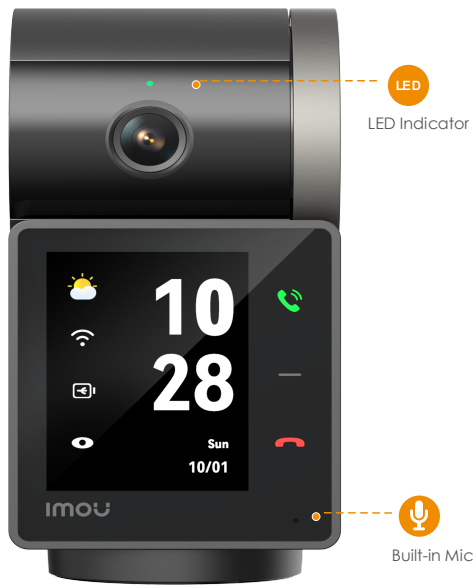 LED
LED Indicator
10
28
Sun
10/01
imou
Built-in Mic